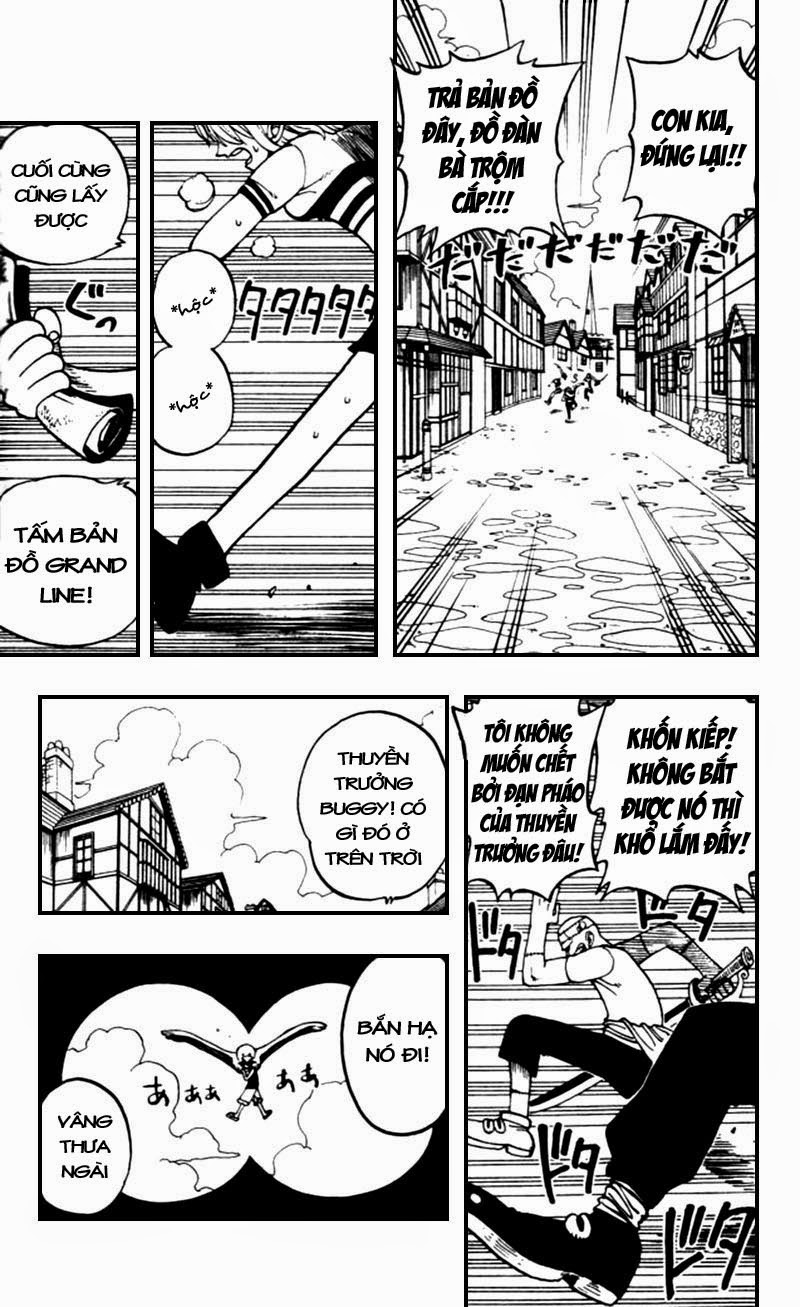 CON KIA,
ĐỨNG LẠI!!
TRẢ BẢN ĐỒ
ĐÂY, ĐỒ ĐÀN
BÀ TRỘM
CẮP!!!
だだだだだだ
*hộc*
*hộc*
タタタタ
CUỐI CÙNG
CŨNG LẤY
ĐƯỢC
ぐっ
TẤM BẢN
ĐỒ GRAND
LINE!
KHỐN KIẾP!
KHÔNG BẮT
ĐƯỢC NÓ THÌ
KHỔ LẮM ĐẤY!
TÔI KHÔNG
MUỐN CHẾT
BỞI ĐẠN PHÁO
CỦA THUYỀN
TRƯỞNG ĐÂU!
ドタ
ドタ
ドタ
ドタ
THUYỀN
TRƯỞNG
BUGGY! CÓ
GÌ ĐÓ Ở
TRÊN TRỜI
BẮN HẠ
NÓ ĐI!
ああ
あああ
VÂNG
THƯA
NGÀI